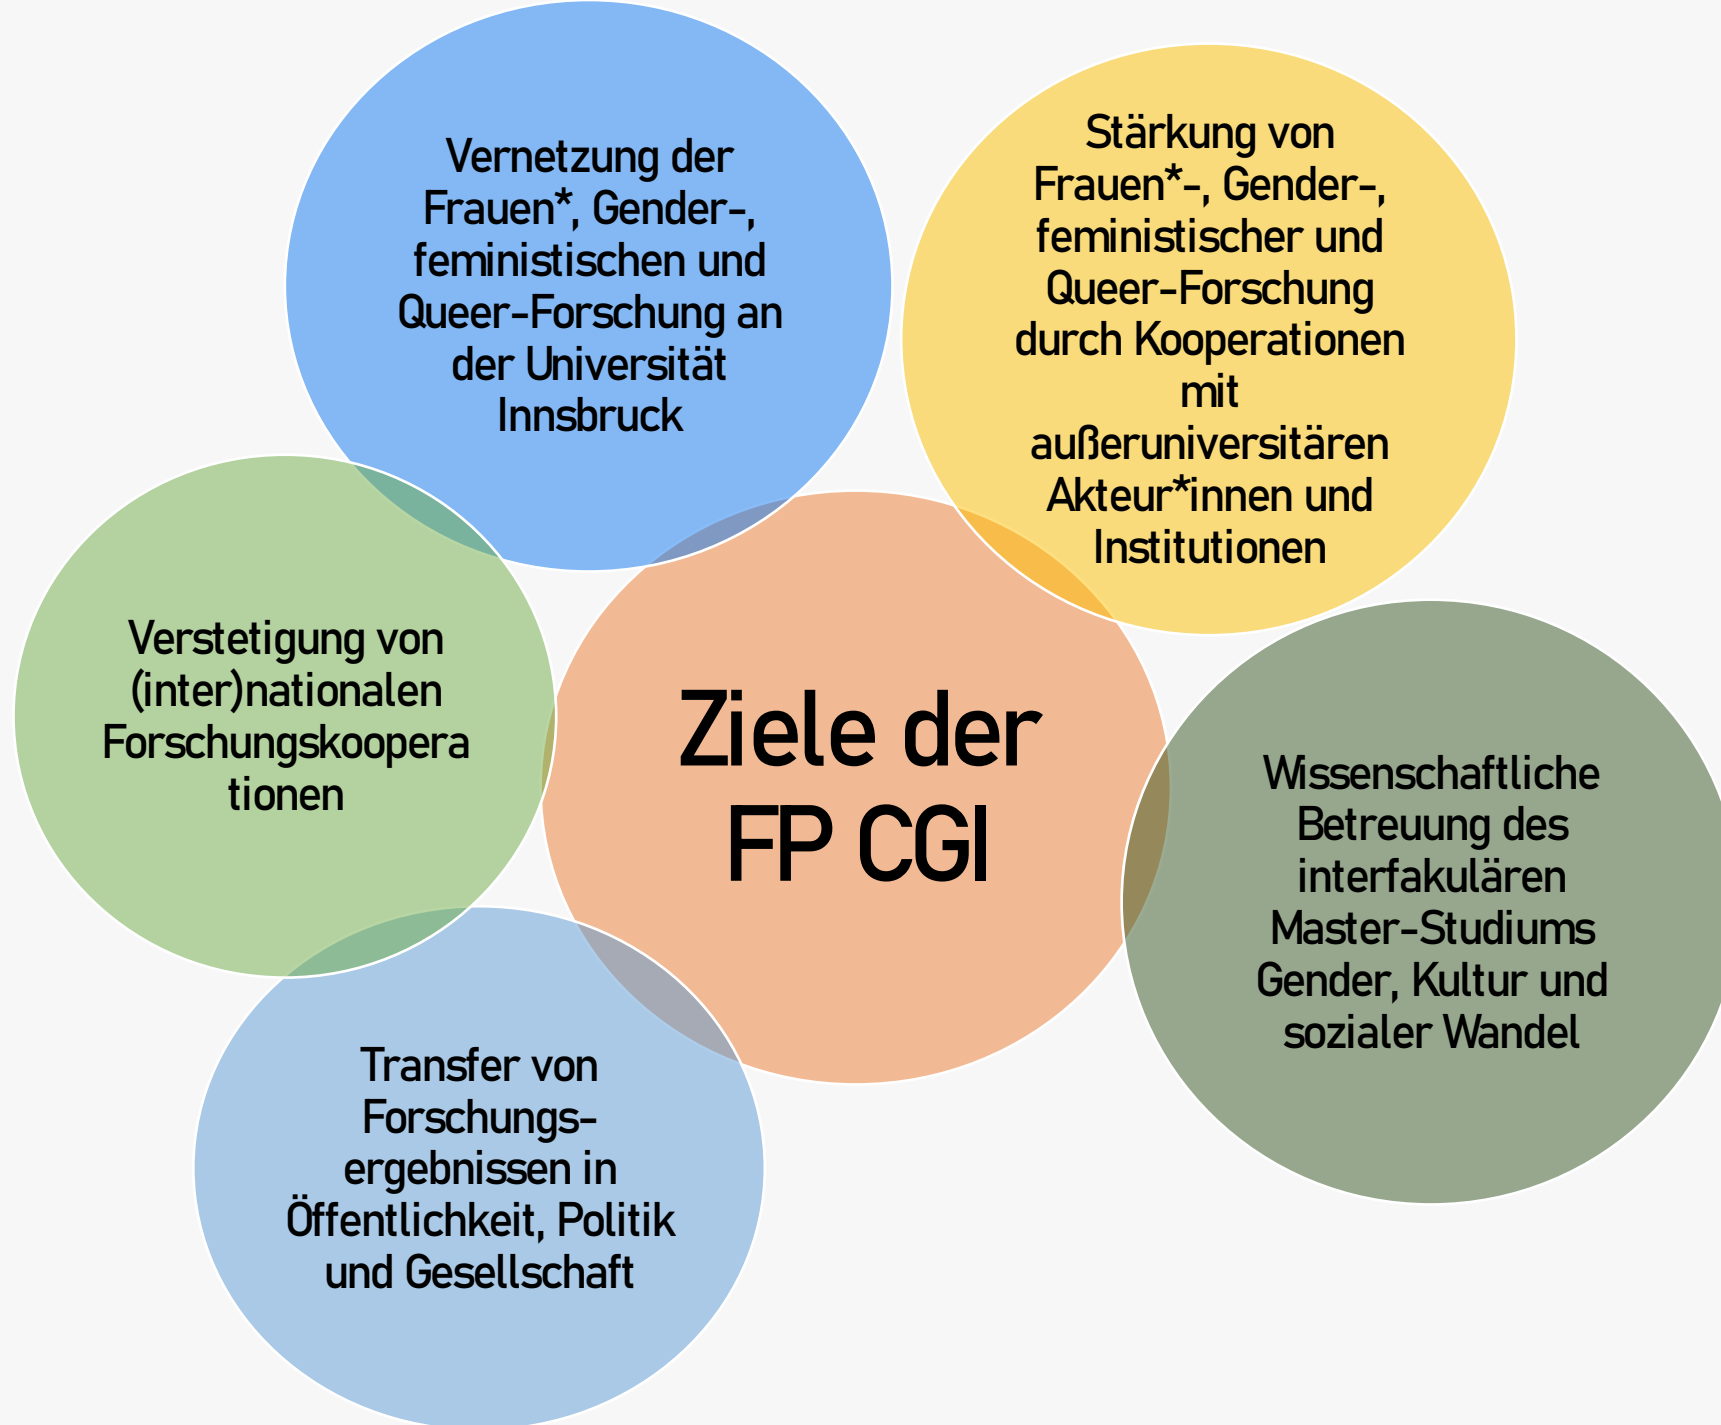 Vernetzung der
Frauen*, Gender-,
feministischen und
Queer-Forschung an
der Universität
Innsbruck
Stärkung von
Frauen*-, Gender-,
feministischer und
Queer-Forschung
durch Kooperationen
mit
außeruniversitären
Akteur*innen und
Institutionen
Verstetigung von
(inter)nationalen
Forschungskoopera
tionen
Ziele der
FP CGI
Wissenschaftliche
Betreuung des
interfakulären
Master-Studiums
Gender, Kultur und
sozialer Wandel
Transfer von
Forschungs-
ergebnissen in
Öffentlichkeit, Politik
und Gesellschaft